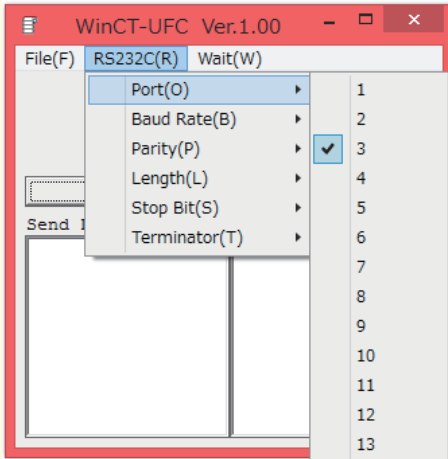 WinCT-UFC Ver.1.00
File(F) RS232C(R) Wait(W)
Port(O)
Baud Rate(B)
Parity(P)
Length(L)
Stop Bit(S)
Terminator(T)
Send
1
2
3
4
5
6
7
8
9
10
11
12
13